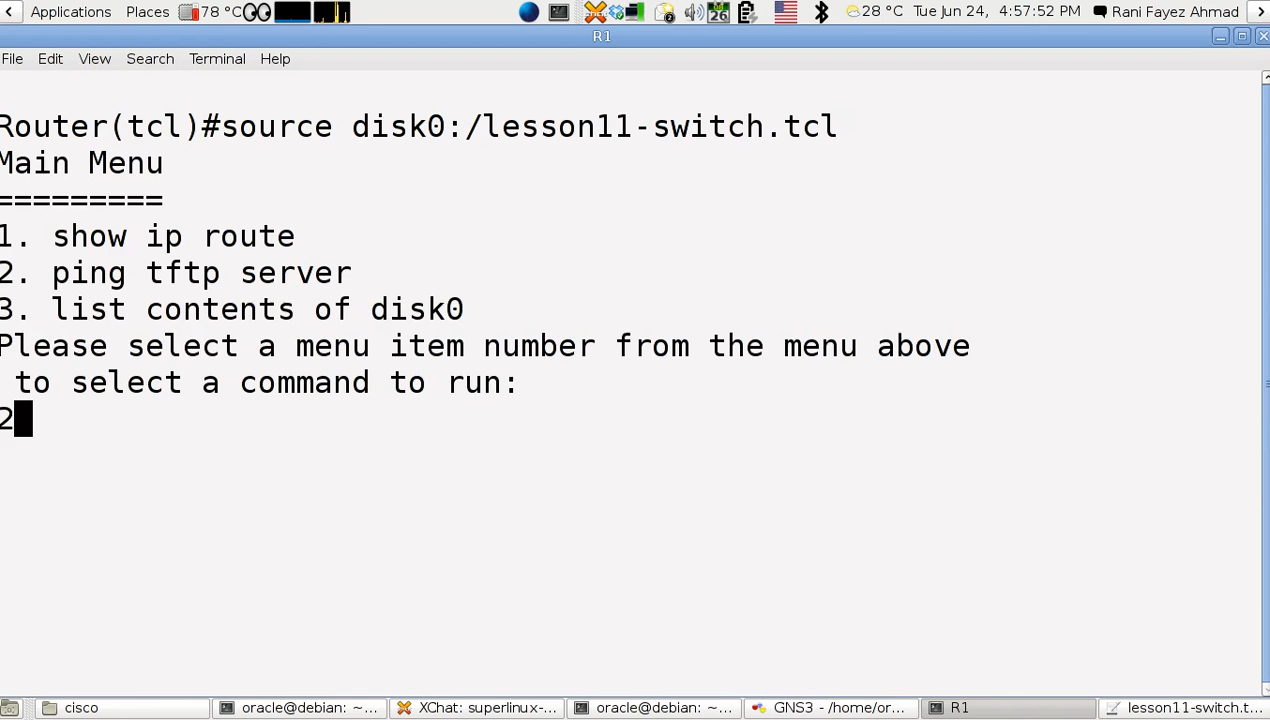 Applications Places 78 °C 2 26 28 °C Tue Jun 24, 4:57:52 PM Rani Fayez Ahmad
R1
File Edit View Search Terminal Help
Router(tcl)#source disk0:/lesson11-switch.tcl
Main Menu
=========
1. show ip route
2. ping tftp server
3. list contents of disk0
Please select a menu item number from the menu above
to select a command to run:
2
cisco oracle@debian: ~... XChat: superlinux-... oracle@debian: ~... GNS3 - /home/or... R1 lesson11-switch.t...